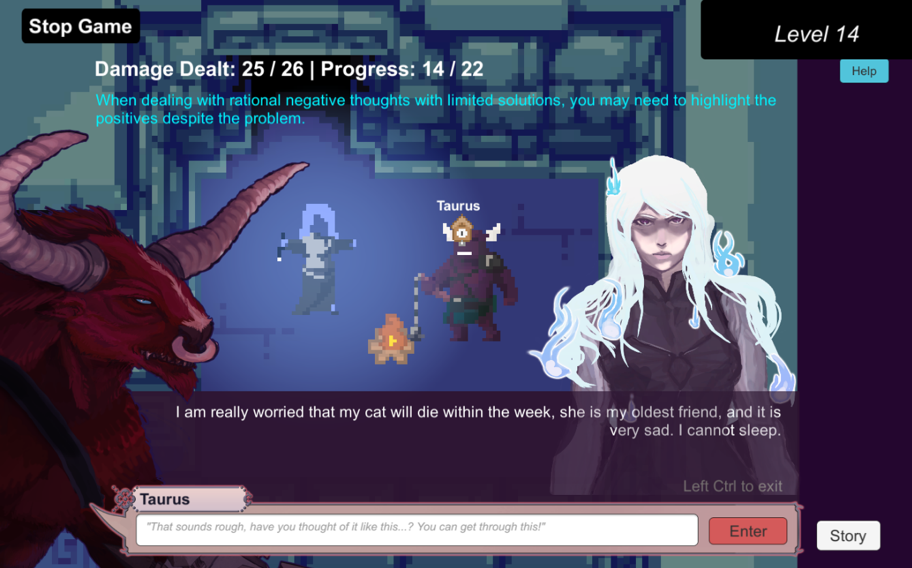 Stop Game
Level 14
Damage Dealt: 25 / 26 | Progress: 14 / 22
Help
When dealing with rational negative thoughts with limited solutions, you may need to highlight the
positives despite the problem.
Taurus
I am really worried that my cat will die within the week, she is my oldest friend, and it is
very sad. I cannot sleep.
Left Ctrl to exit
Taurus
"That sounds rough, have you thought of it like this...? You can get through this!"
Enter
Story